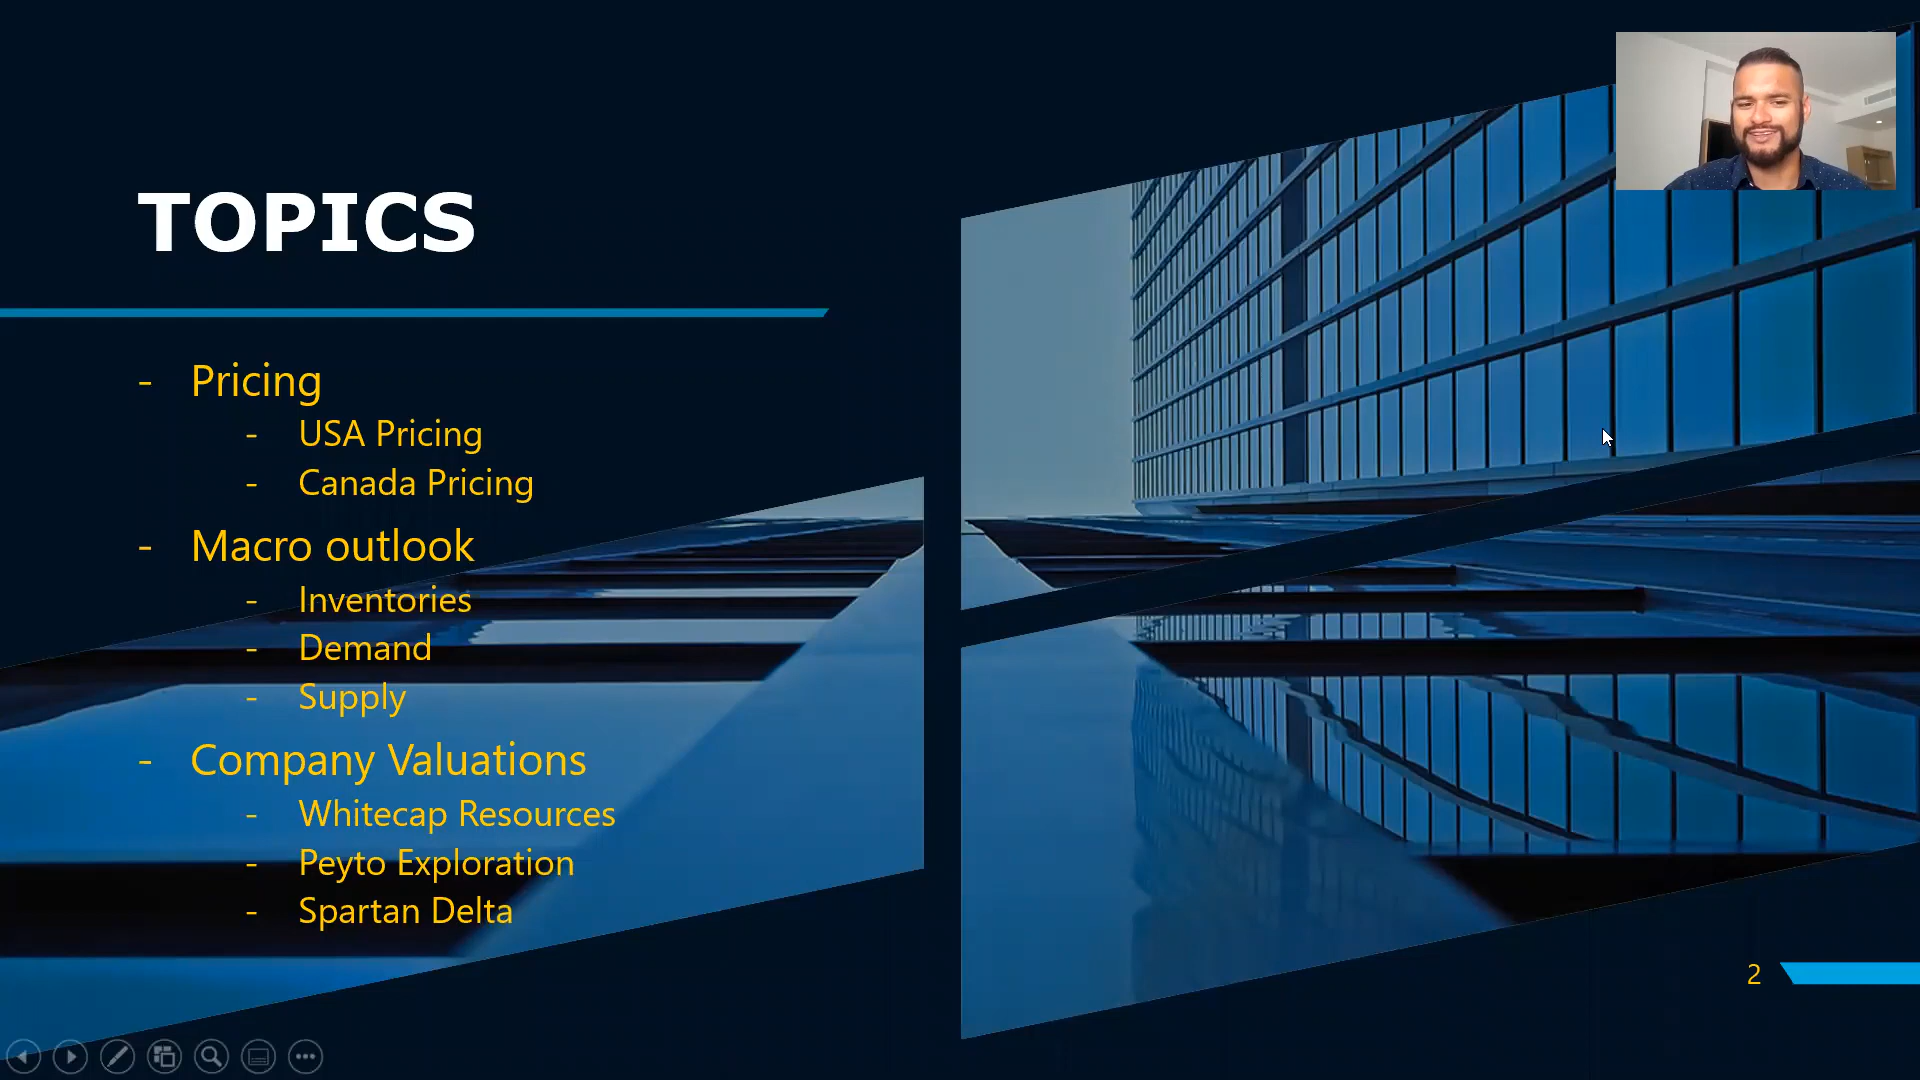 TOPICS
- Pricing
- USA Pricing
- Canada Pricing
- Macro outlook
- Inventories
- Demand
- Supply
- Company Valuations
- Whitecap Resources
- Peyto Exploration
- Spartan Delta
2